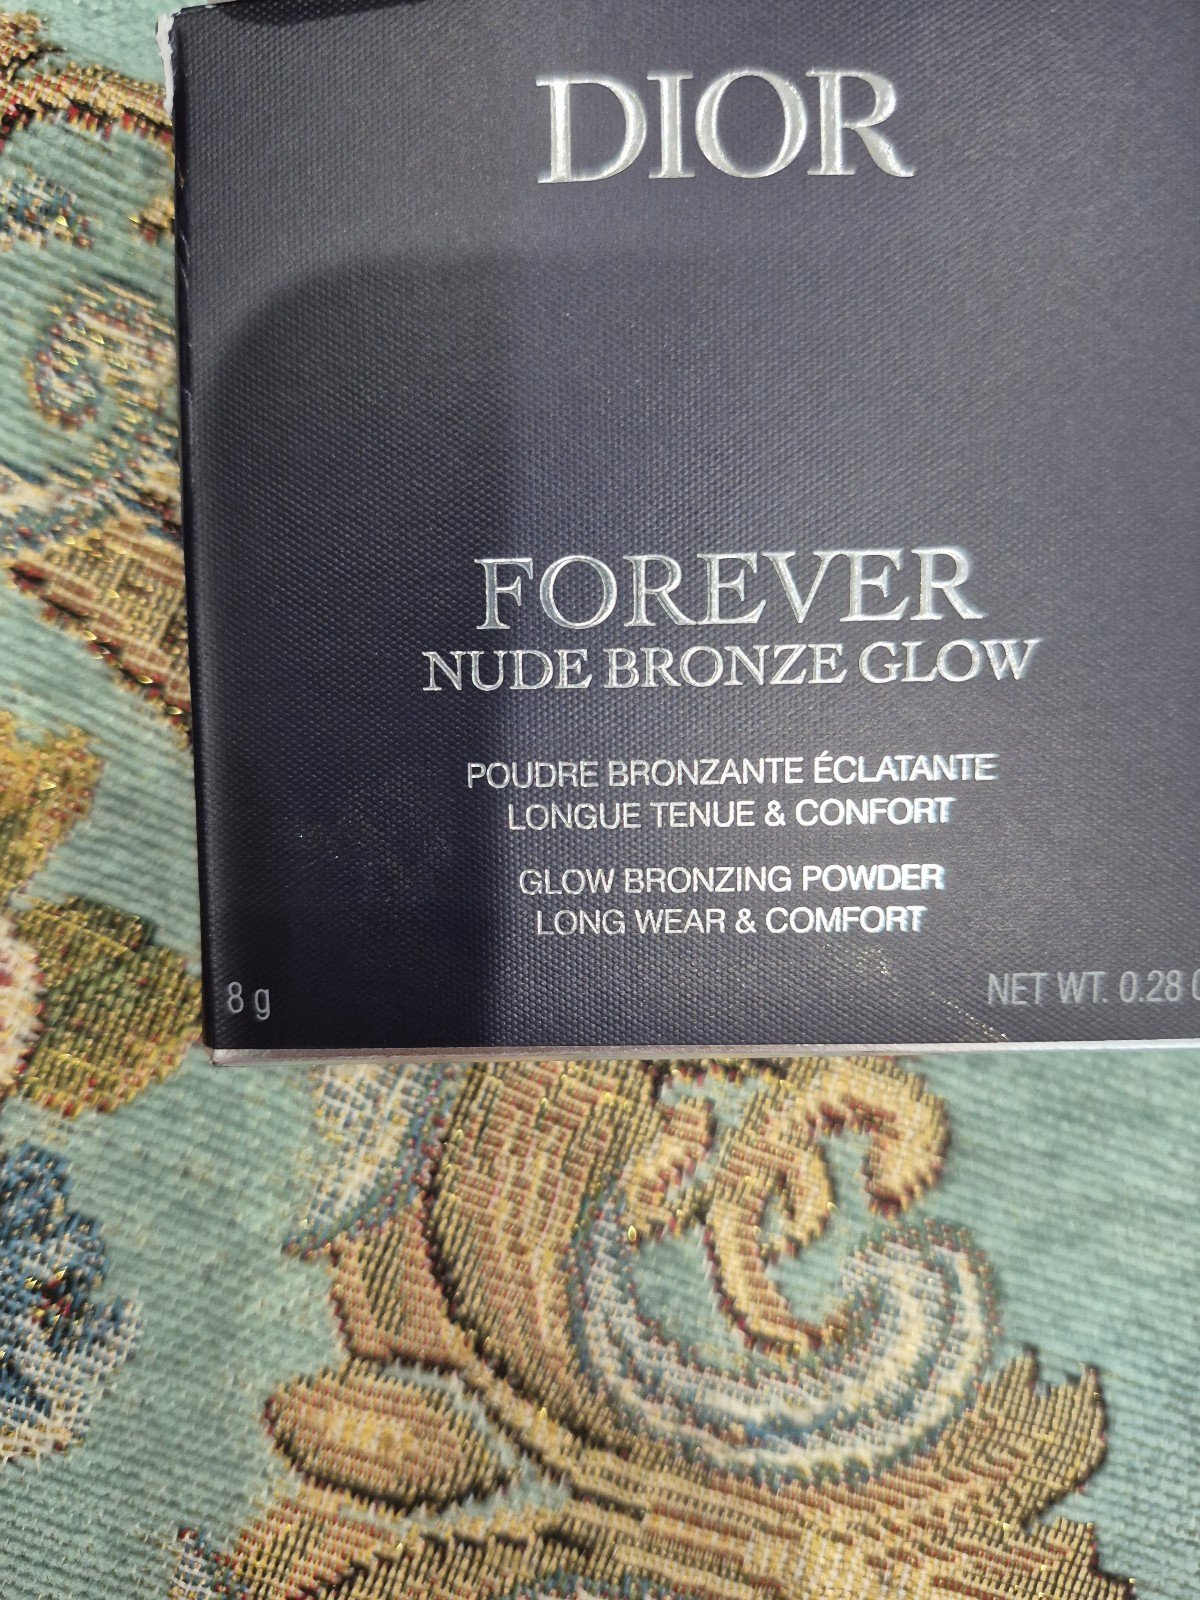 DIOR
FOREVER
NUDE BRONZE GLOW
POUDRE BRONZANTE ÉCLATANTE
LONGUE TENUE & CONFORT
GLOW BRONZING POWDER
LONG WEAR & COMFORT
8 g
NET WT. 0.28